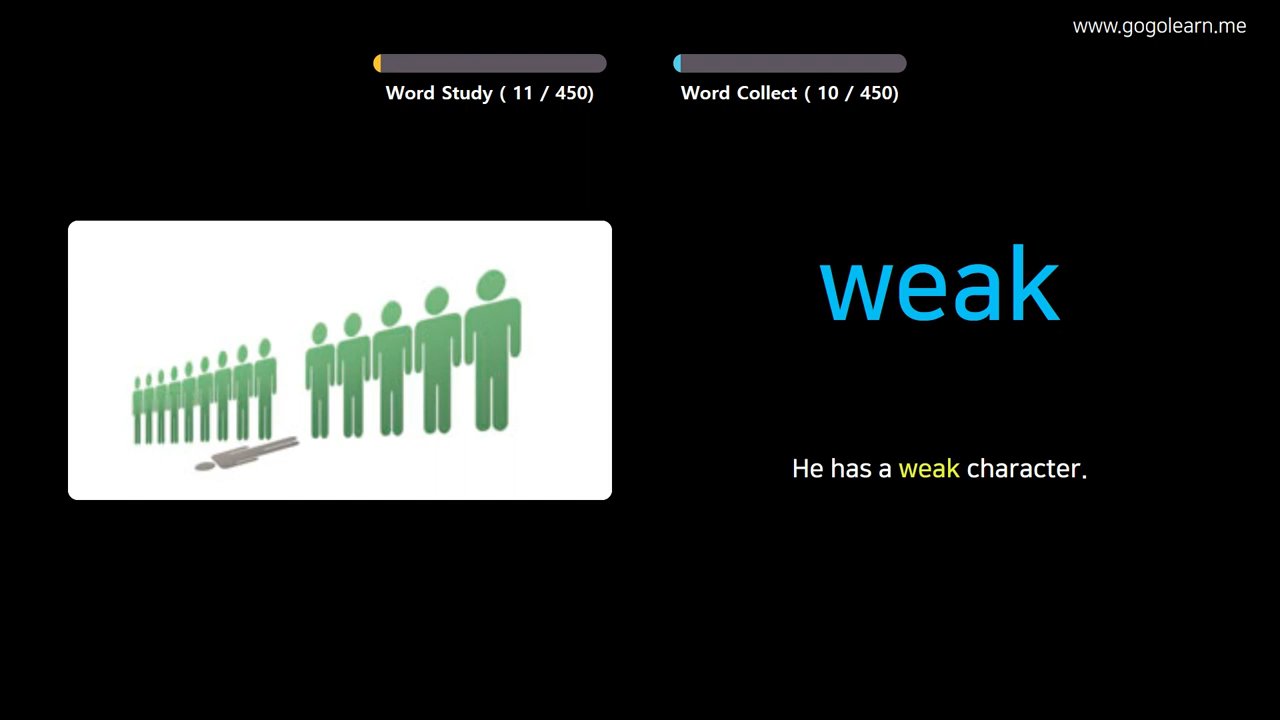 www.gogolearn.me
Word Study ( 11 / 450)
Word Collect ( 10 / 450)
weak
He has a weak character.